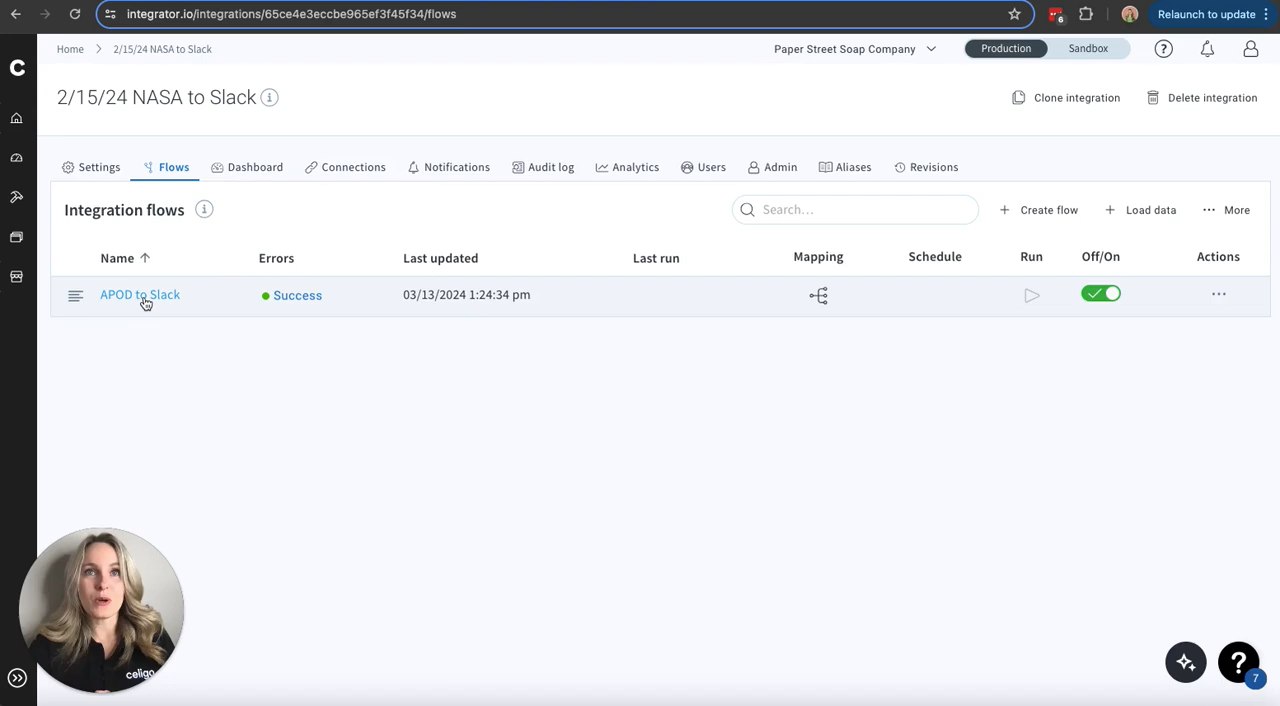 integrator.io/integrations/65ce4e3eccbe965ef3f45f34/flows
6
Relaunch to update
Home
2/15/24 NASA to Slack
Paper Street Soap Company
Production
Sandbox
?
2/15/24 NASA to Slack
Clone integration
Delete integration
Settings
Flows
Dashboard
Connections
Notifications
Audit log
Analytics
Users
Admin
Aliases
Revisions
Integration flows
Search...
Create flow
Load data
More
Name
Errors
Last updated
Last run
Mapping
Schedule
Run
Off/On
Actions
APOD to Slack
Success
03/13/2024 1:24:34 pm
celigo
?
7